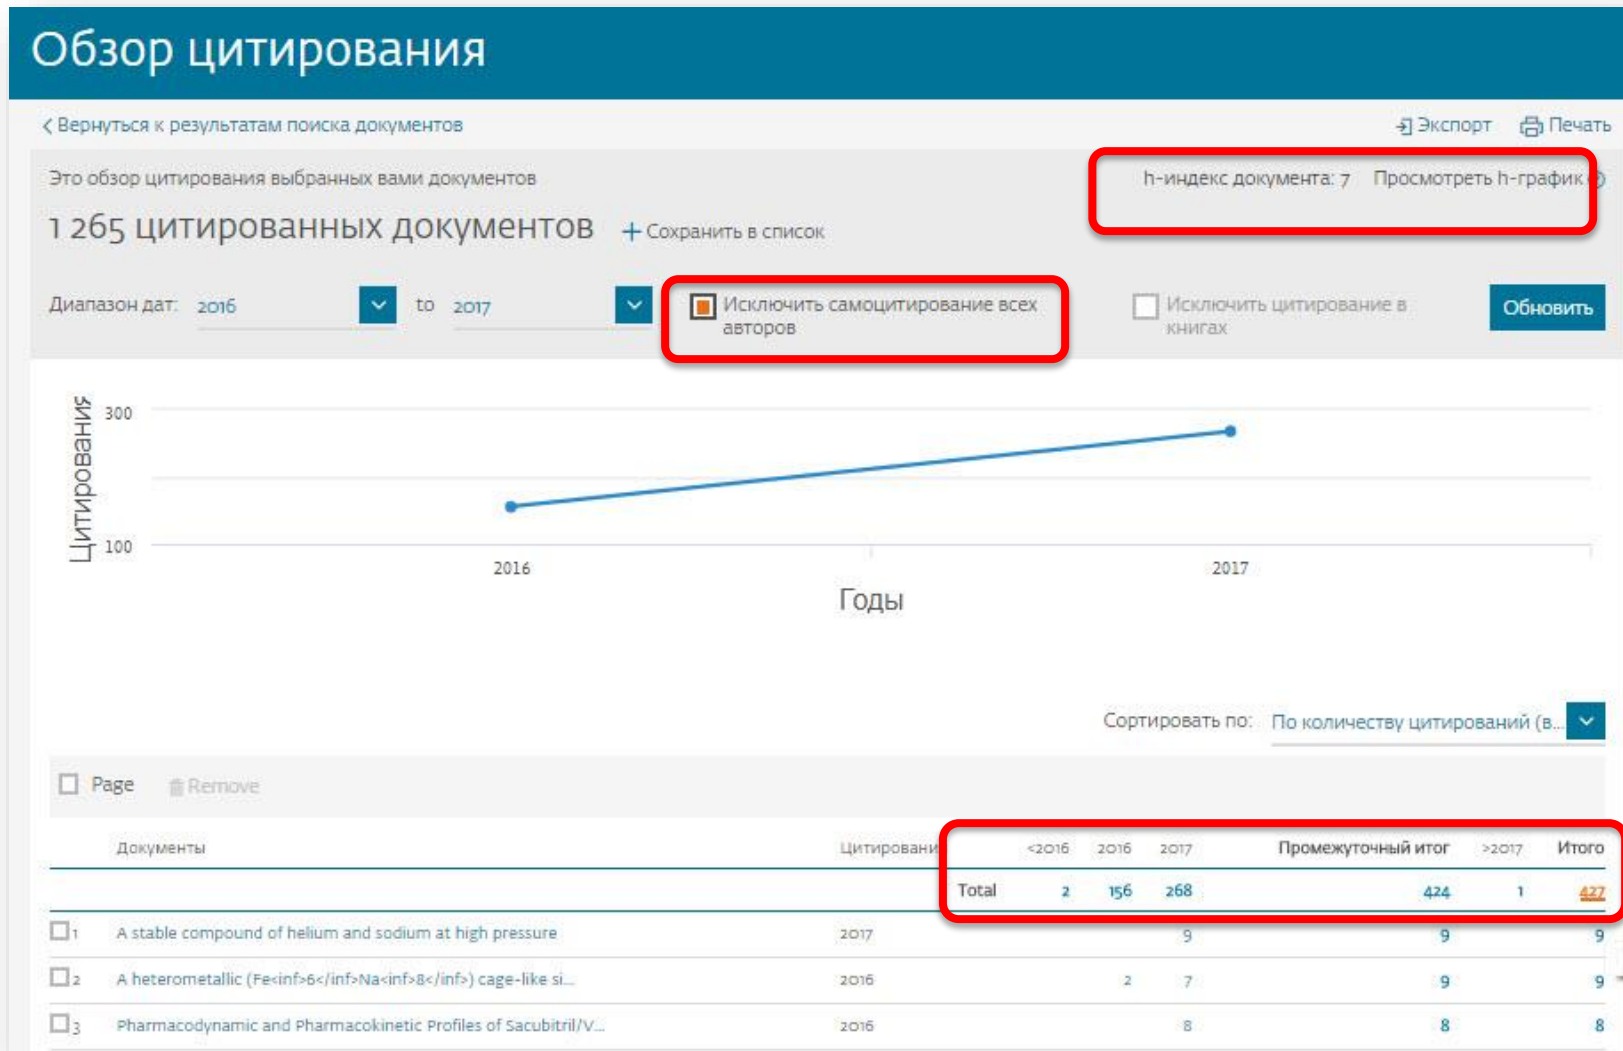 Обзор цитирования
Вернуться к результатам поиска документов Экспорт Печать
Это обзор цитирования выбранных вами документов h-индекс документа: 7 Просмотреть h-график
1 265 цитированных документов + Сохранить в список
Диапазон дат: 2016 to 2017 Исключить самоцитирование всех авторов Исключить цитирование в книгах Обновить
Цитирования
300
100
2016 2017
Годы
Сортировать по: По количеству цитирований (в...
Page Remove
Документы Цитировани <2016 2016 2017 Промежуточный итог >2017 Итого
Total 2 156 268 424 1 427
1 A stable compound of helium and sodium at high pressure 2017 9 9 9
2 A heterometallic (Fe<inf>6</inf>Na<inf>8</inf>) cage-like si... 2016 2 7 9 9
3 Pharmacodynamic and Pharmacokinetic Profiles of Sacubitril/V... 2016 8 8 8